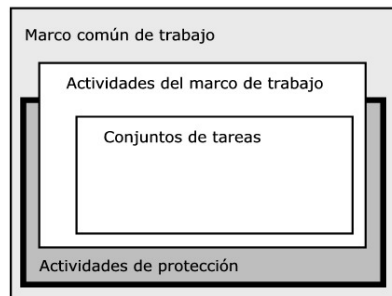 Marco común de trabajo
Actividades del marco de trabajo
Conjuntos de tareas
Actividades de protección